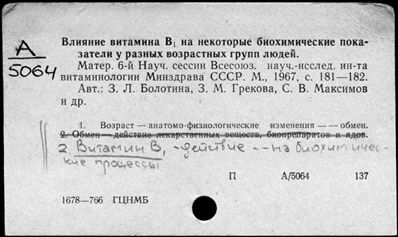 А
5064
Влияние витамина В₁ на некоторые биохимические пока-
затели у разных возрастных групп людей.
Матер. 6-й Науч. сессии Всесоюз. науч.-исслед. ин-та
витаминологии Минздрава СССР. М., 1967, с. 181—182.
Авт.: З. Л. Болотина, З. М. Грекова, С. В. Максимов
и др.
1. Возраст — анатомо-физиологические изменения — — обмен.
2. Обмен — действие лекарственных веществ, биопрепаратов и ядов.
2 Витамин В₁ - действие - - на биохимичес-
кие процессы
П А/5064 137
1678—766 ГЦНМБ